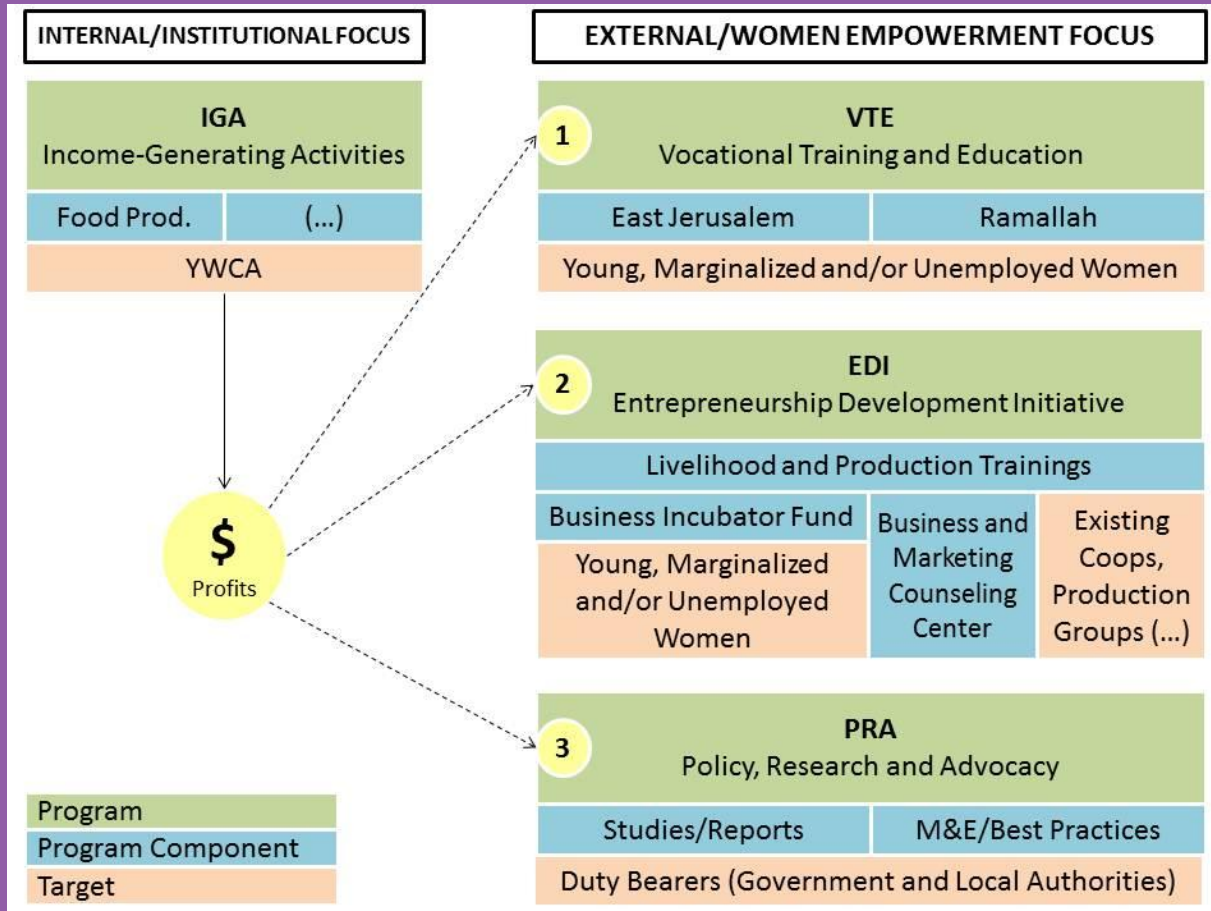 INTERNAL/INSTITUTIONAL FOCUS
IGA
Income-Generating Activities
Food Prod.
(...)
YWCA
$
Profits
EXTERNAL/WOMEN EMPOWERMENT FOCUS
1
VTE
Vocational Training and Education
East Jerusalem
Ramallah
Young, Marginalized and/or Unemployed Women
2
EDI
Entrepreneurship Development Initiative
Livelihood and Production Trainings
Business Incubator Fund
Young, Marginalized
and/or Unemployed
Women
Business and
Marketing
Counseling
Center
Existing
Coops,
Production
Groups (...)
3
PRA
Policy, Research and Advocacy
Studies/Reports
M&E/Best Practices
Duty Bearers (Government and Local Authorities)
Program
Program Component
Target